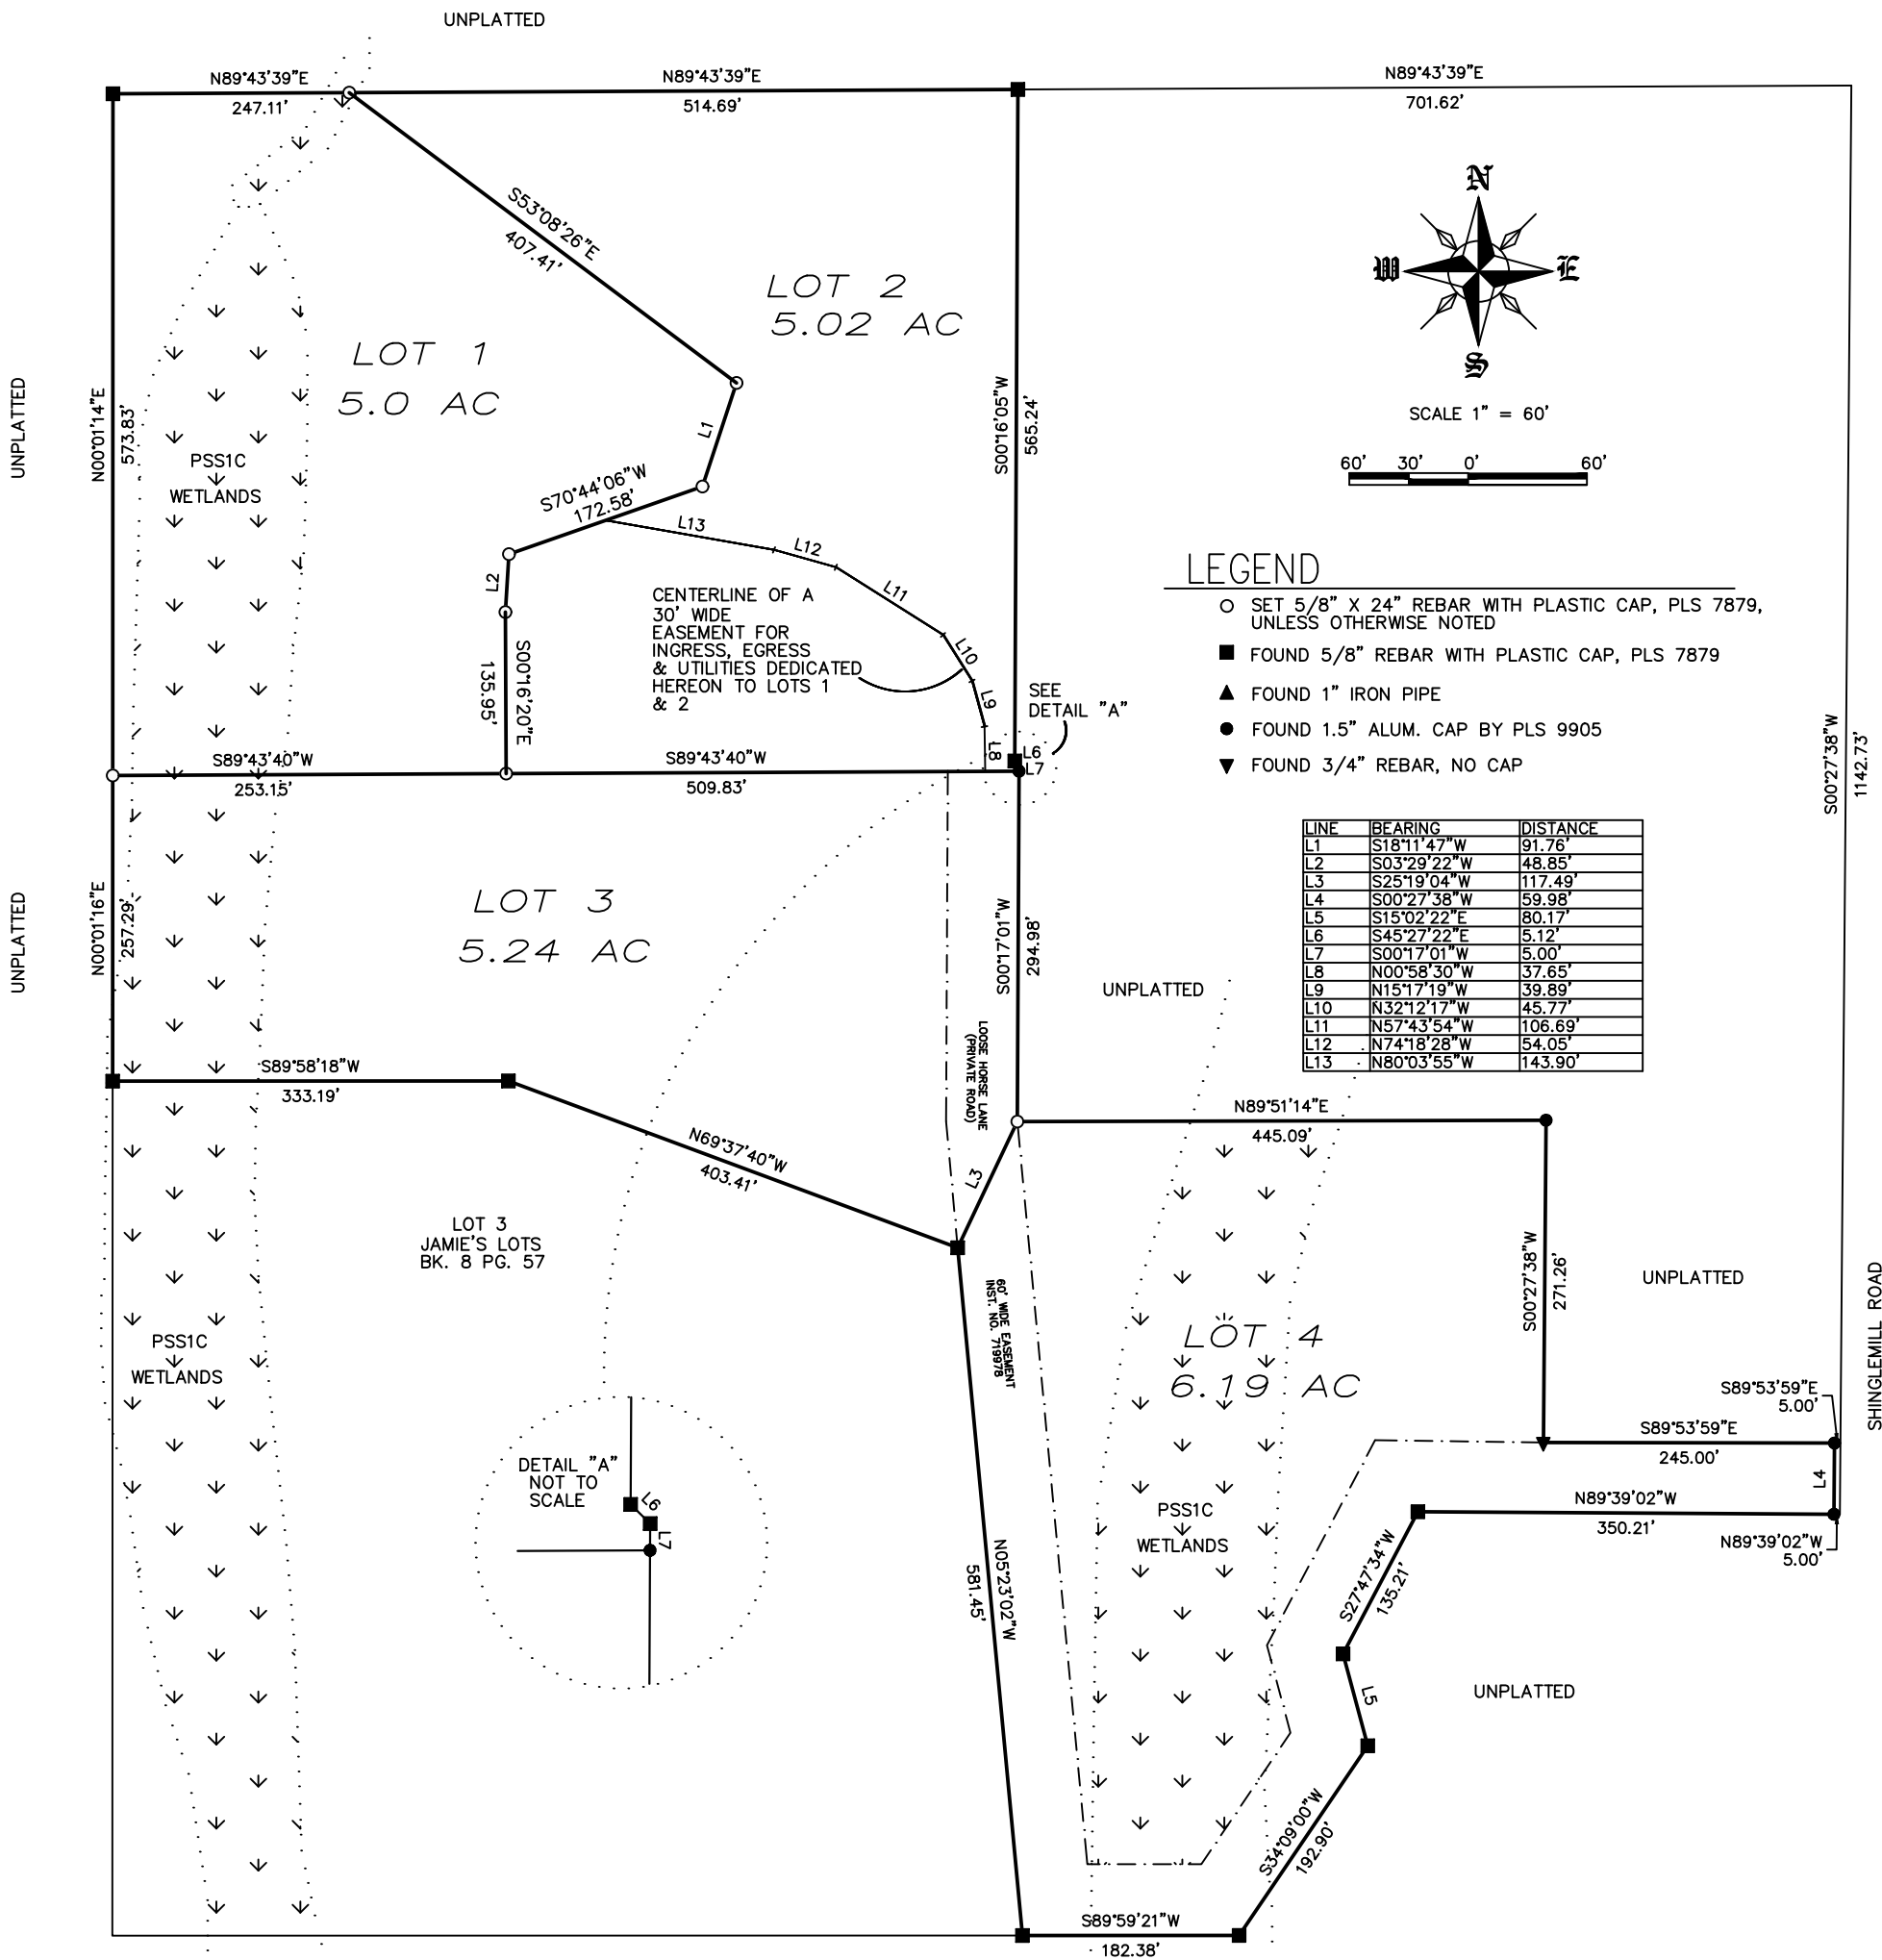 UNPLATTED
N89°43'39"E
247.11'
N89°43'39"E
514.69'
N89°43'39"E
701.62'
S53°08'26"E
407.41'
LOT 2
5.02 AC
LOT 1
5.0 AC
N
W
E
S
SCALE 1" = 60'
60' 30' 0' 60'
UNPLATTED
N00°01'14"E
573.83'
PSS1C
WETLANDS
L1
S70°44'06"W
172.58'
S00°16'05"W
565.24'
L13
L12
L11
L10
L9
L8
L2
S00°16'20"E
135.95'
CENTERLINE OF A
30' WIDE
EASEMENT FOR
INGRESS, EGRESS
& UTILITIES DEDICATED
HEREON TO LOTS 1
& 2
SEE
DETAIL "A"
L6
L7
LEGEND
SET 5/8" X 24" REBAR WITH PLASTIC CAP, PLS 7879,
UNLESS OTHERWISE NOTED
FOUND 5/8" REBAR WITH PLASTIC CAP, PLS 7879
FOUND 1" IRON PIPE
FOUND 1.5" ALUM. CAP BY PLS 9905
FOUND 3/4" REBAR, NO CAP
S00°27'38"W
1142.73'
S89°43'40"W
253.15'
S89°43'40"W
509.83'
LINE BEARING DISTANCE
L1 S18°11'47"W 91.76'
L2 S03°29'22"W 48.85'
L3 S25°19'04"W 117.49'
L4 S00°27'38"W 59.98'
L5 S15°02'22"E 80.17'
L6 S45°27'22"E 5.12'
L7 S00°17'01"W 5.00'
L8 N00°58'30"W 37.65'
L9 N15°17'19"W 39.89'
L10 N32°12'17"W 45.77'
L11 N57°43'54"W 106.69'
L12 N74°18'28"W 54.05'
L13 N80°03'55"W 143.90'
UNPLATTED
N00°01'16"E
257.29'
LOT 3
5.24 AC
S00°17'01"W
294.98'
UNPLATTED
LOOSE HORSE LANE
(PRIVATE ROAD)
S89°58'18"W
333.19'
N69°37'40"W
403.41'
L3
N89°51'14"E
445.09'
LOT 3
JAMIE'S LOTS
BK. 8 PG. 57
60' WIDE EASEMENT
INST. NO. 719978
S00°27'38"W
271.26'
UNPLATTED
SHINGLEMILL ROAD
LOT 4
6.19 AC
PSS1C
WETLANDS
S89°53'59"E
5.00'
S89°53'59"E
245.00'
L4
N89°39'02"W
350.21'
N89°39'02"W
5.00'
DETAIL "A"
NOT TO
SCALE
L6
L7
PSS1C
WETLANDS
N05°23'02"W
581.45'
S27°47'34"W
135.21'
L5
UNPLATTED
S34°09'00"W
192.90'
S89°59'21"W
182.38'